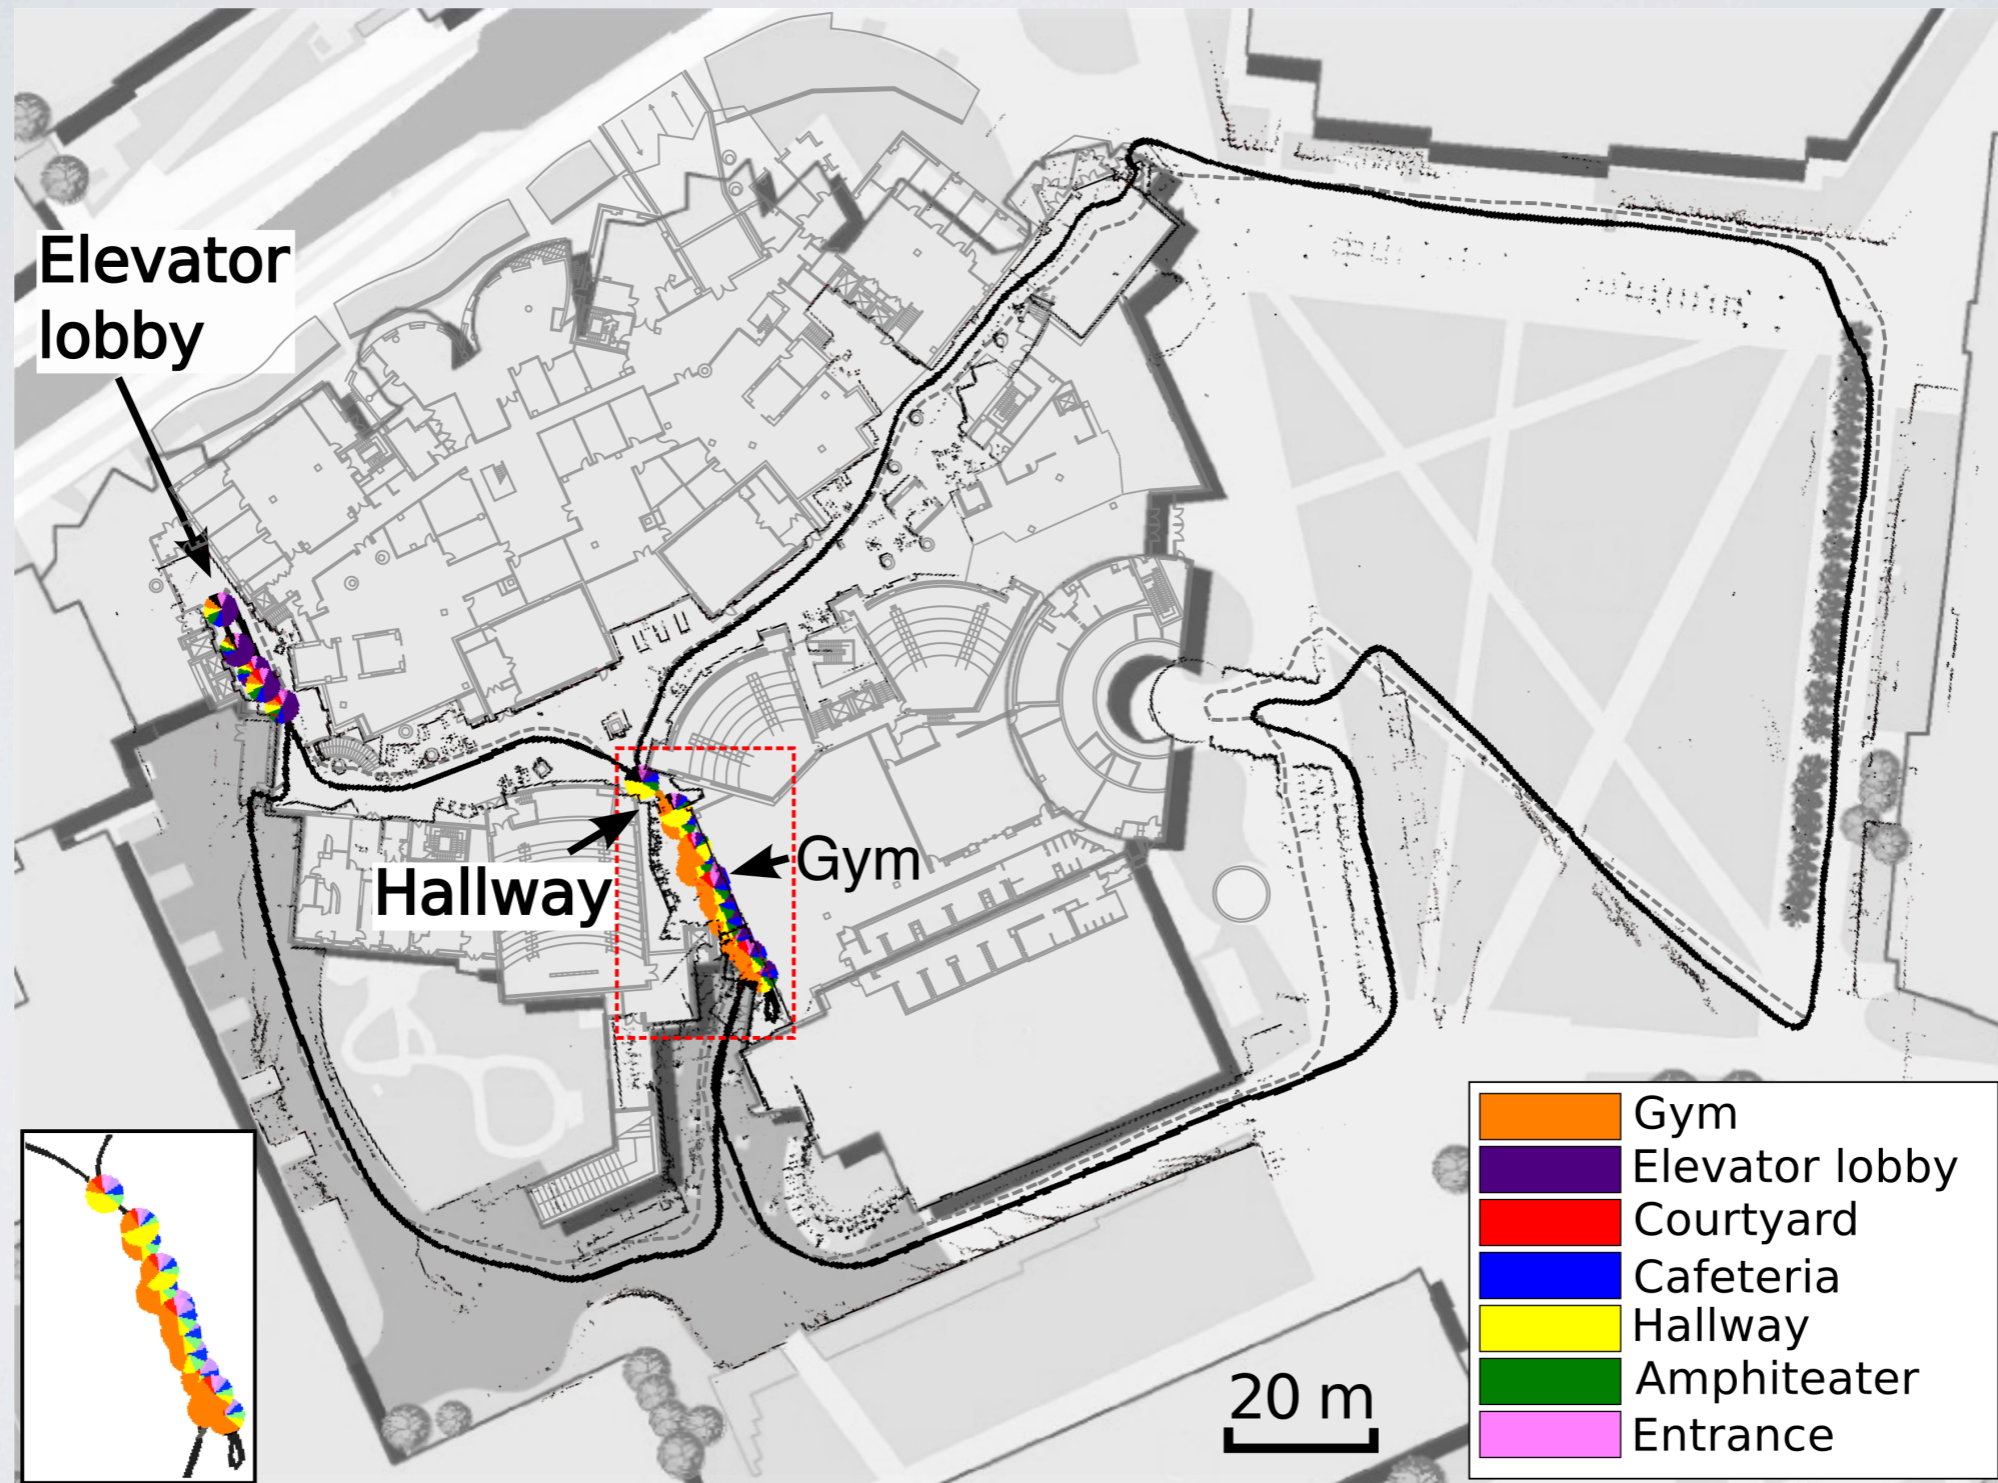 Elevator
lobby
Hallway
Gym
20 m
Gym
Elevator lobby
Courtyard
Cafeteria
Hallway
Amphiteater
Entrance